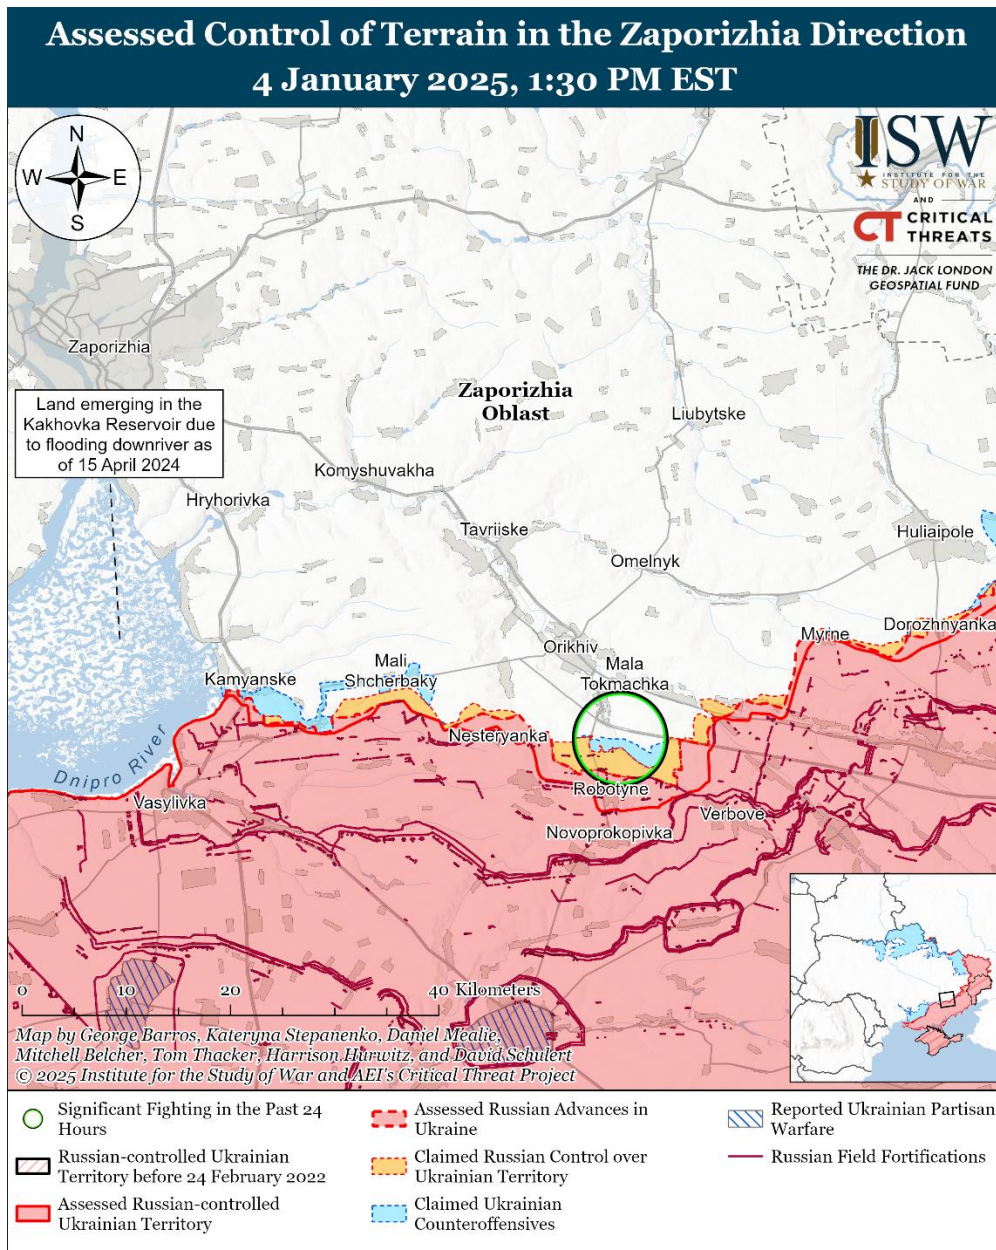 Assessed Control of Terrain in the Zaporizhia Direction
4 January 2025, 1:30 PM EST
N
W
E
S
ISW
INSTITUTE FOR THE
STUDY OF WAR
AND
CT CRITICAL
THREATS
THE DR. JACK LONDON
GEOSPATIAL FUND
Zaporizhia
Land emerging in the
Kakhovka Reservoir due
to flooding downriver as
of 15 April 2024
Zaporizhia
Oblast
Liubytske
Komyshuvakha
Hryhorivka
Tavriiske
Huliaipole
Omelnyk
Orikhiv
Mala
Tokmachka
Myrne
Dorozhnyanka
Mali
Shcherbaky
Kamyanske
Nesteryanka
Dnipro River
Vasylivka
Robotyne
Novoprokopivka
Verbove
0
10
20
40 Kilometers
Map by George Barros, Kateryna Stepanenko, Daniel Mealie,
Mitchell Belcher, Tom Thacker, Harrison Hurwitz, and David Schulert
© 2025 Institute for the Study of War and AEI's Critical Threat Project
Significant Fighting in the Past 24
Hours
Russian-controlled Ukrainian
Territory before 24 February 2022
Assessed Russian-controlled
Ukrainian Territory
Assessed Russian Advances in
Ukraine
Claimed Russian Control over
Ukrainian Territory
Claimed Ukrainian
Counteroffensives
Reported Ukrainian Partisan
Warfare
Russian Field Fortifications